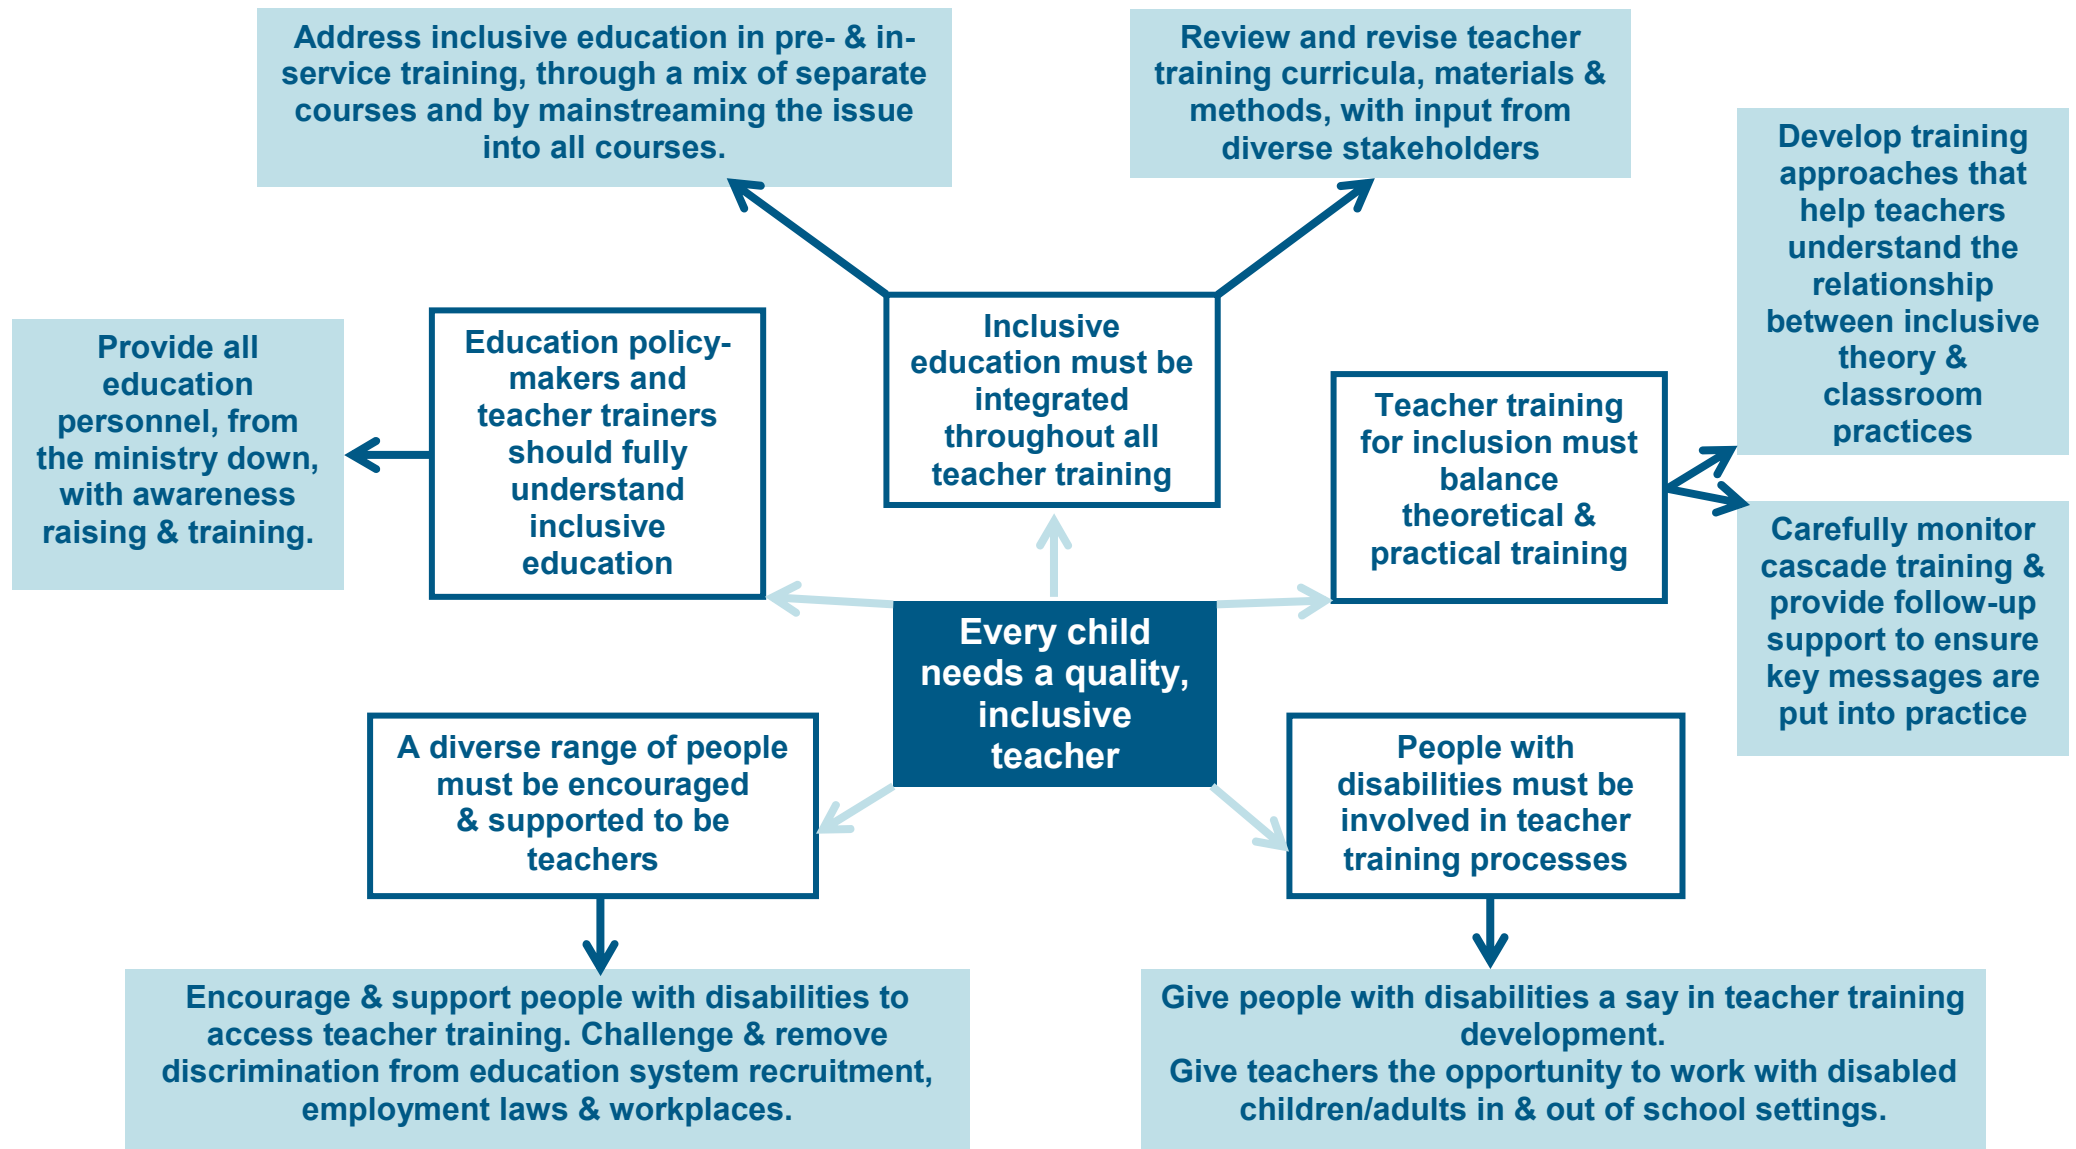 Address inclusive education in pre- & in-
service training, through a mix of separate
courses and by mainstreaming the issue
into all courses.
Review and revise teacher
training curricula, materials &
methods, with input from
diverse stakeholders
Develop training
approaches that
help teachers
understand the
relationship
between inclusive
theory &
classroom
practices
Provide all
education
personnel, from
the ministry down,
with awareness
raising & training.
Education policy-
makers and
teacher trainers
should fully
understand
inclusive
education
Inclusive
education must be
integrated
throughout all
teacher training
Teacher training
for inclusion must
balance
theoretical &
practical training
Carefully monitor
cascade training &
provide follow-up
support to ensure
key messages are
put into practice
Every child
needs a quality,
inclusive
teacher
A diverse range of people
must be encouraged
& supported to be
teachers
People with
disabilities must be
involved in teacher
training processes
Encourage & support people with disabilities to
access teacher training. Challenge & remove
discrimination from education system recruitment,
employment laws & workplaces.
Give people with disabilities a say in teacher training
development.
Give teachers the opportunity to work with disabled
children/adults in & out of school settings.